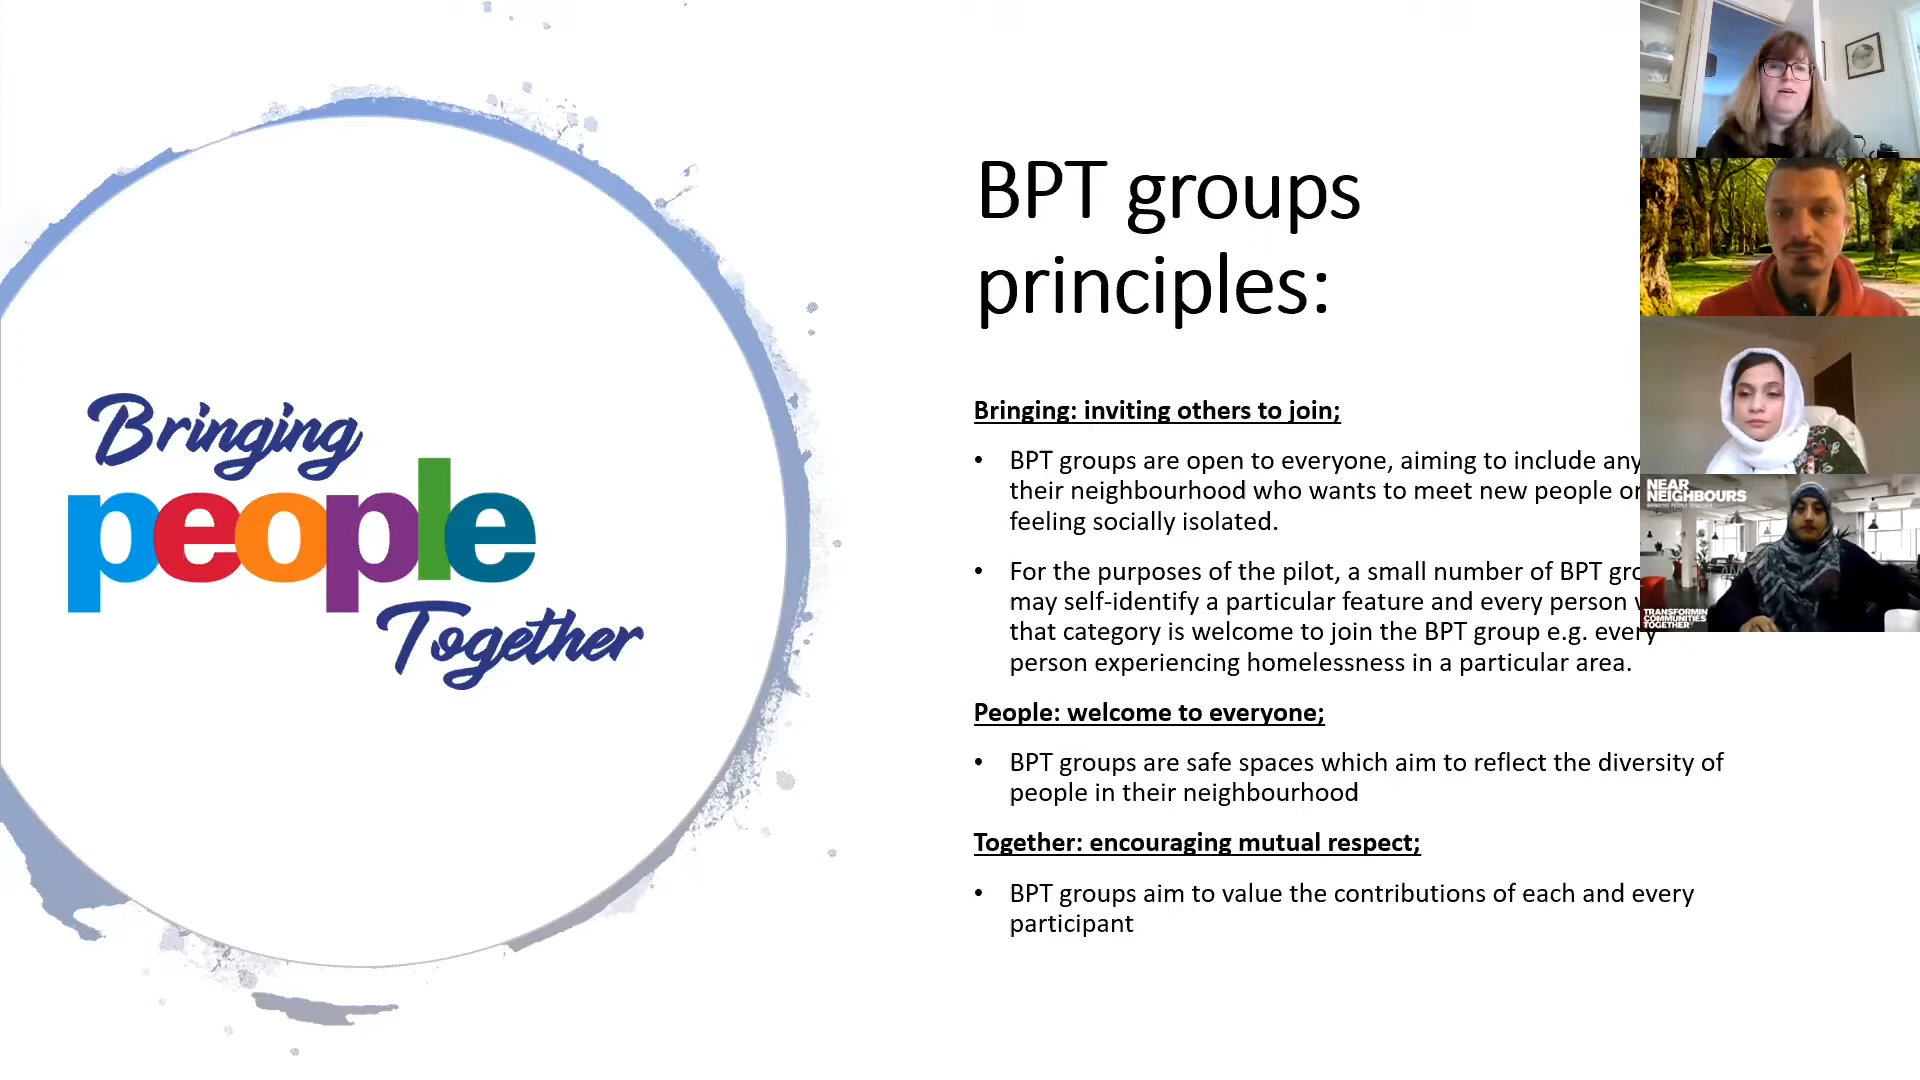 Bringing
people
Together
BPT groups
principles:
Bringing: inviting others to join;
• BPT groups are open to everyone, aiming to include any
their neighbourhood who wants to meet new people or
feeling socially isolated.
• For the purposes of the pilot, a small number of BPT
may self-identify a particular feature and every person
that category is welcome to join the BPT group e.g. every
person experiencing homelessness in a particular area.
People: welcome to everyone;
• BPT groups are safe spaces which aim to reflect the diversity of
people in their neighbourhood
Together: encouraging mutual respect;
• BPT groups aim to value the contributions of each and every
participant
NEAR
NEIGHBOURS
TRANSFORMIN
COMMUNITIES
TOGETHER